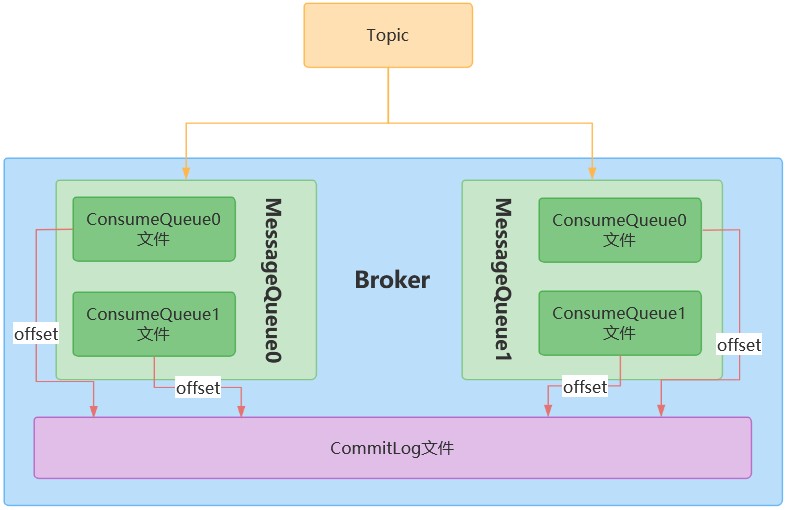 Topic
ConsumeQueue0
文件
ConsumeQueue1
文件
MessageQueue0
offset
offset
Broker
MessageQueue1
ConsumeQueue0
文件
ConsumeQueue1
文件
offset
offset
CommitLog文件